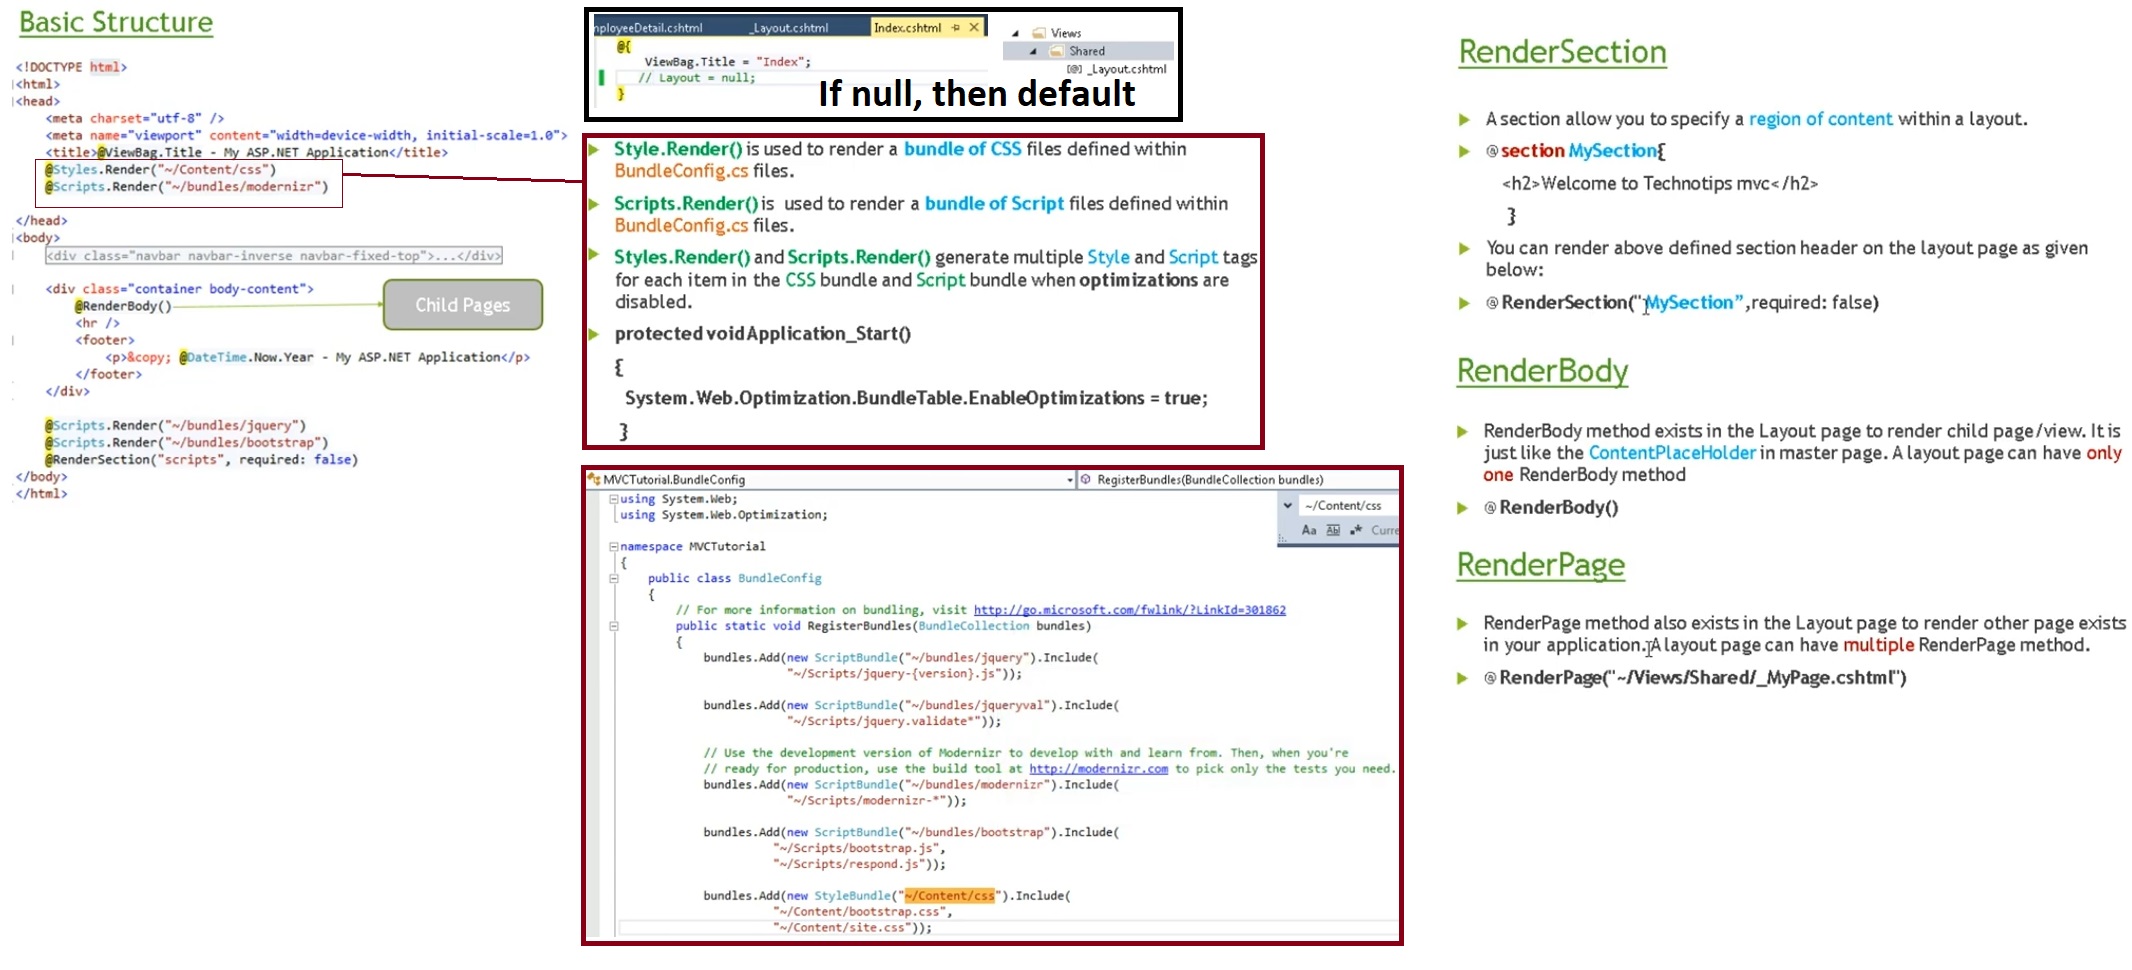 Basic Structure
<!DOCTYPE html>
<html>
<head>
<meta charset="utf-8" />
<meta name="viewport" content="width=device-width, initial-scale=1.0">
<title>@ViewBag.Title - My ASP.NET Application</title>
@Styles.Render("~/Content/css")
@Scripts.Render("~/bundles/modernizr")
</head>
<body>
<div class="navbar navbar-inverse navbar-fixed-top">...</div>
<div class="container body-content">
@RenderBody()
Child Pages
<hr />
<footer>
<p>&copy; @DateTime.Now.Year - My ASP.NET Application</p>
</footer>
</div>
@Scripts.Render("~/bundles/jquery")
@Scripts.Render("~/bundles/bootstrap")
@RenderSection("scripts", required: false)
</body>
</html>
mployeeDetail.cshtml _Layout.cshtml Index.cshtml
@{
ViewBag.Title = "Index";
// Layout = null;
}
Views
Shared
[@] _Layout.cshtml
If null, then default
Style.Render() is used to render a bundle of CSS files defined within
BundleConfig.cs files.
Scripts.Render() is used to render a bundle of Script files defined within
BundleConfig.cs files.
Styles.Render() and Scripts.Render() generate multiple Style and Script tags
for each item in the CSS bundle and Script bundle when optimizations are
disabled.
protected void Application_Start()
{
System.Web.Optimization.BundleTable.EnableOptimizations = true;
}
MVCTutorial.BundleConfig RegisterBundles(BundleCollection bundles)
~/Content/css
Aa Ab .* Curre
using System.Web;
using System.Web.Optimization;
namespace MVCTutorial
{
public class BundleConfig
{
// For more information on bundling, visit http://go.microsoft.com/fwlink/?LinkId=301862
public static void RegisterBundles(BundleCollection bundles)
{
bundles.Add(new ScriptBundle("~/bundles/jquery").Include(
"~/Scripts/jquery-{version}.js"));
bundles.Add(new ScriptBundle("~/bundles/jqueryval").Include(
"~/Scripts/jquery.validate*"));
// Use the development version of Modernizr to develop with and learn from. Then, when you're
// ready for production, use the build tool at http://modernizr.com to pick only the tests you need.
bundles.Add(new ScriptBundle("~/bundles/modernizr").Include(
"~/Scripts/modernizr-*"));
bundles.Add(new ScriptBundle("~/bundles/bootstrap").Include(
"~/Scripts/bootstrap.js",
"~/Scripts/respond.js"));
bundles.Add(new StyleBundle("~/Content/css").Include(
"~/Content/bootstrap.css",
"~/Content/site.css"));
RenderSection
A section allow you to specify a region of content within a layout.
@section MySection{
<h2>Welcome to Technotips mvc</h2>
}
You can render above defined section header on the layout page as given
below:
@RenderSection("MySection”,required: false)
RenderBody
RenderBody method exists in the Layout page to render child page/view. It is
just like the ContentPlaceHolder in master page. A layout page can have only
one RenderBody method
@RenderBody()
RenderPage
RenderPage method also exists in the Layout page to render other page exists
in your application. A layout page can have multiple RenderPage method.
@RenderPage("~/Views/Shared/_MyPage.cshtml")